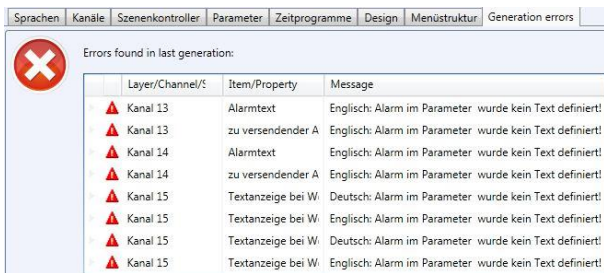 Sprachen Kanäle Szenenkontroller Parameter Zeitprogramme Design Menüstruktur Generation errors
Errors found in last generation:
Layer/Channel/S Item/Property Message
Kanal 13 Alarmtext Englisch: Alarm im Parameter wurde kein Text definiert!
Kanal 13 zu versendender A Englisch: Alarm im Parameter wurde kein Text definiert!
Kanal 14 Alarmtext Englisch: Alarm im Parameter wurde kein Text definiert!
Kanal 14 zu versendender A Englisch: Alarm im Parameter wurde kein Text definiert!
Kanal 15 Textanzeige bei W Deutsch: Alarm im Parameter wurde kein Text definiert!
Kanal 15 Textanzeige bei W Englisch: Alarm im Parameter wurde kein Text definiert!
Kanal 15 Textanzeige bei W Deutsch: Alarm im Parameter wurde kein Text definiert!
Kanal 15 Textanzeige bei W Englisch: Alarm im Parameter wurde kein Text definiert!